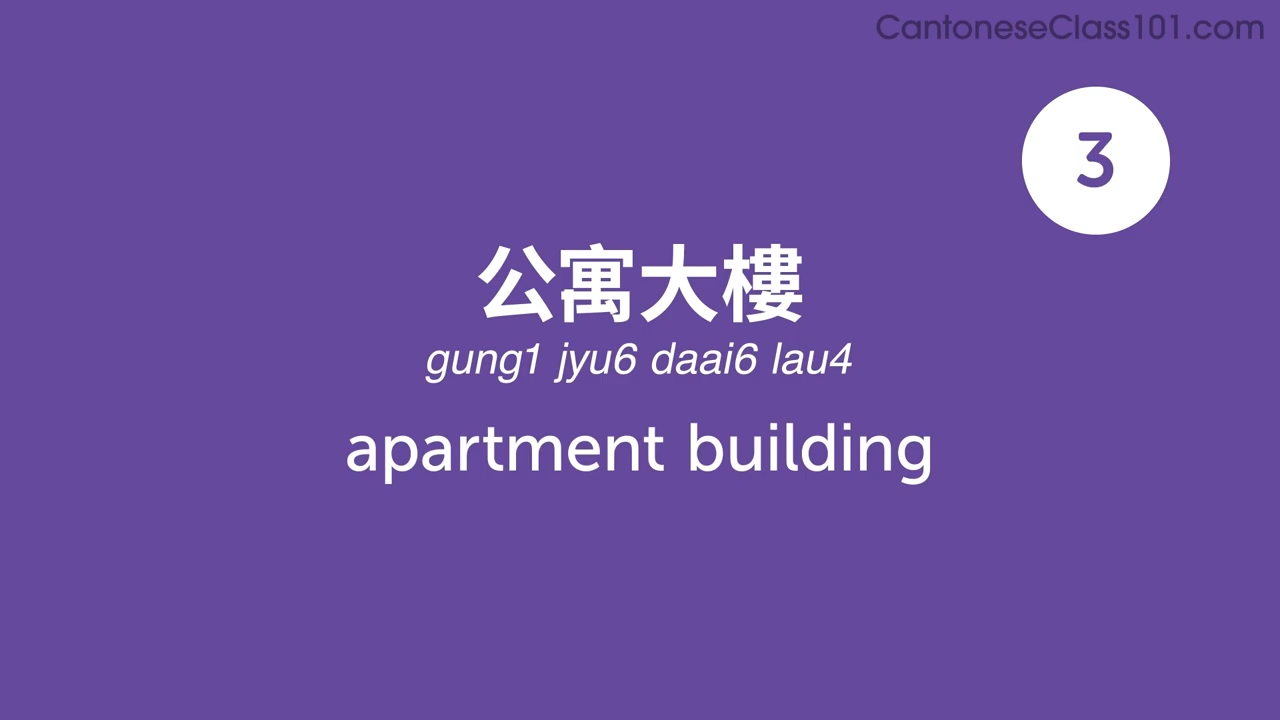 CantoneseClass101.com
3
公寓大樓
gung1 jyu6 daai6 lau4
apartment building